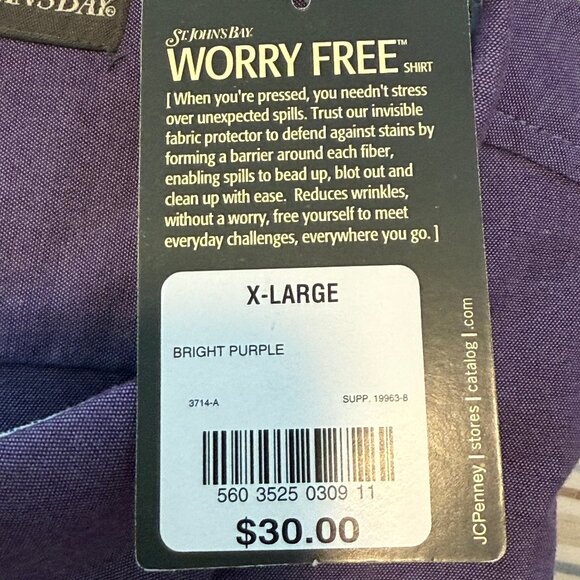 ST. JOHN'S BAY®
ST. JOHN'S BAY.
WORRY FREE™ SHIRT
[ When you're pressed, you needn't stress
over unexpected spills. Trust our invisible
fabric protector to defend against stains by
forming a barrier around each fiber,
enabling spills to bead up, blot out and
clean up with ease. Reduces wrinkles,
without a worry, free yourself to meet
everyday challenges, everywhere you go. ]
X-LARGE
BRIGHT PURPLE
3714-A SUPP. 19963-8
560 3525 0309 11
$30.00
JCPenney | stores | catalog | .com